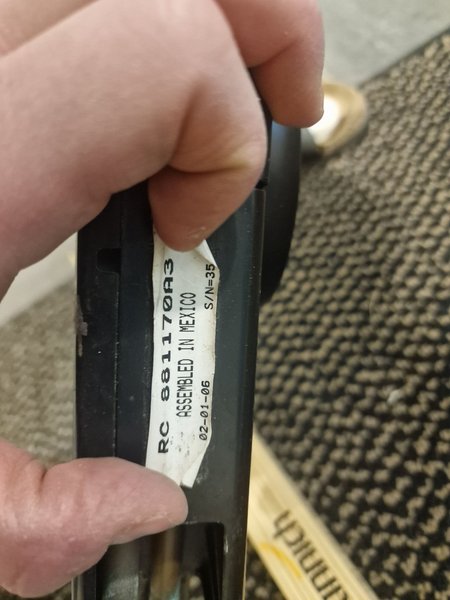 RC 881170A3
ASSEMBLED IN MEXICO
02-01-06 S/N=35